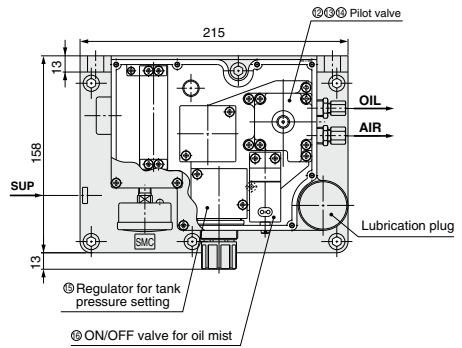 ⑫⑬⑭ Pilot valve
215
13
OIL
AIR
158
SUP
Lubrication plug
SMC
13
⑮ Regulator for tank
pressure setting
⑯ ON/OFF valve for oil mist